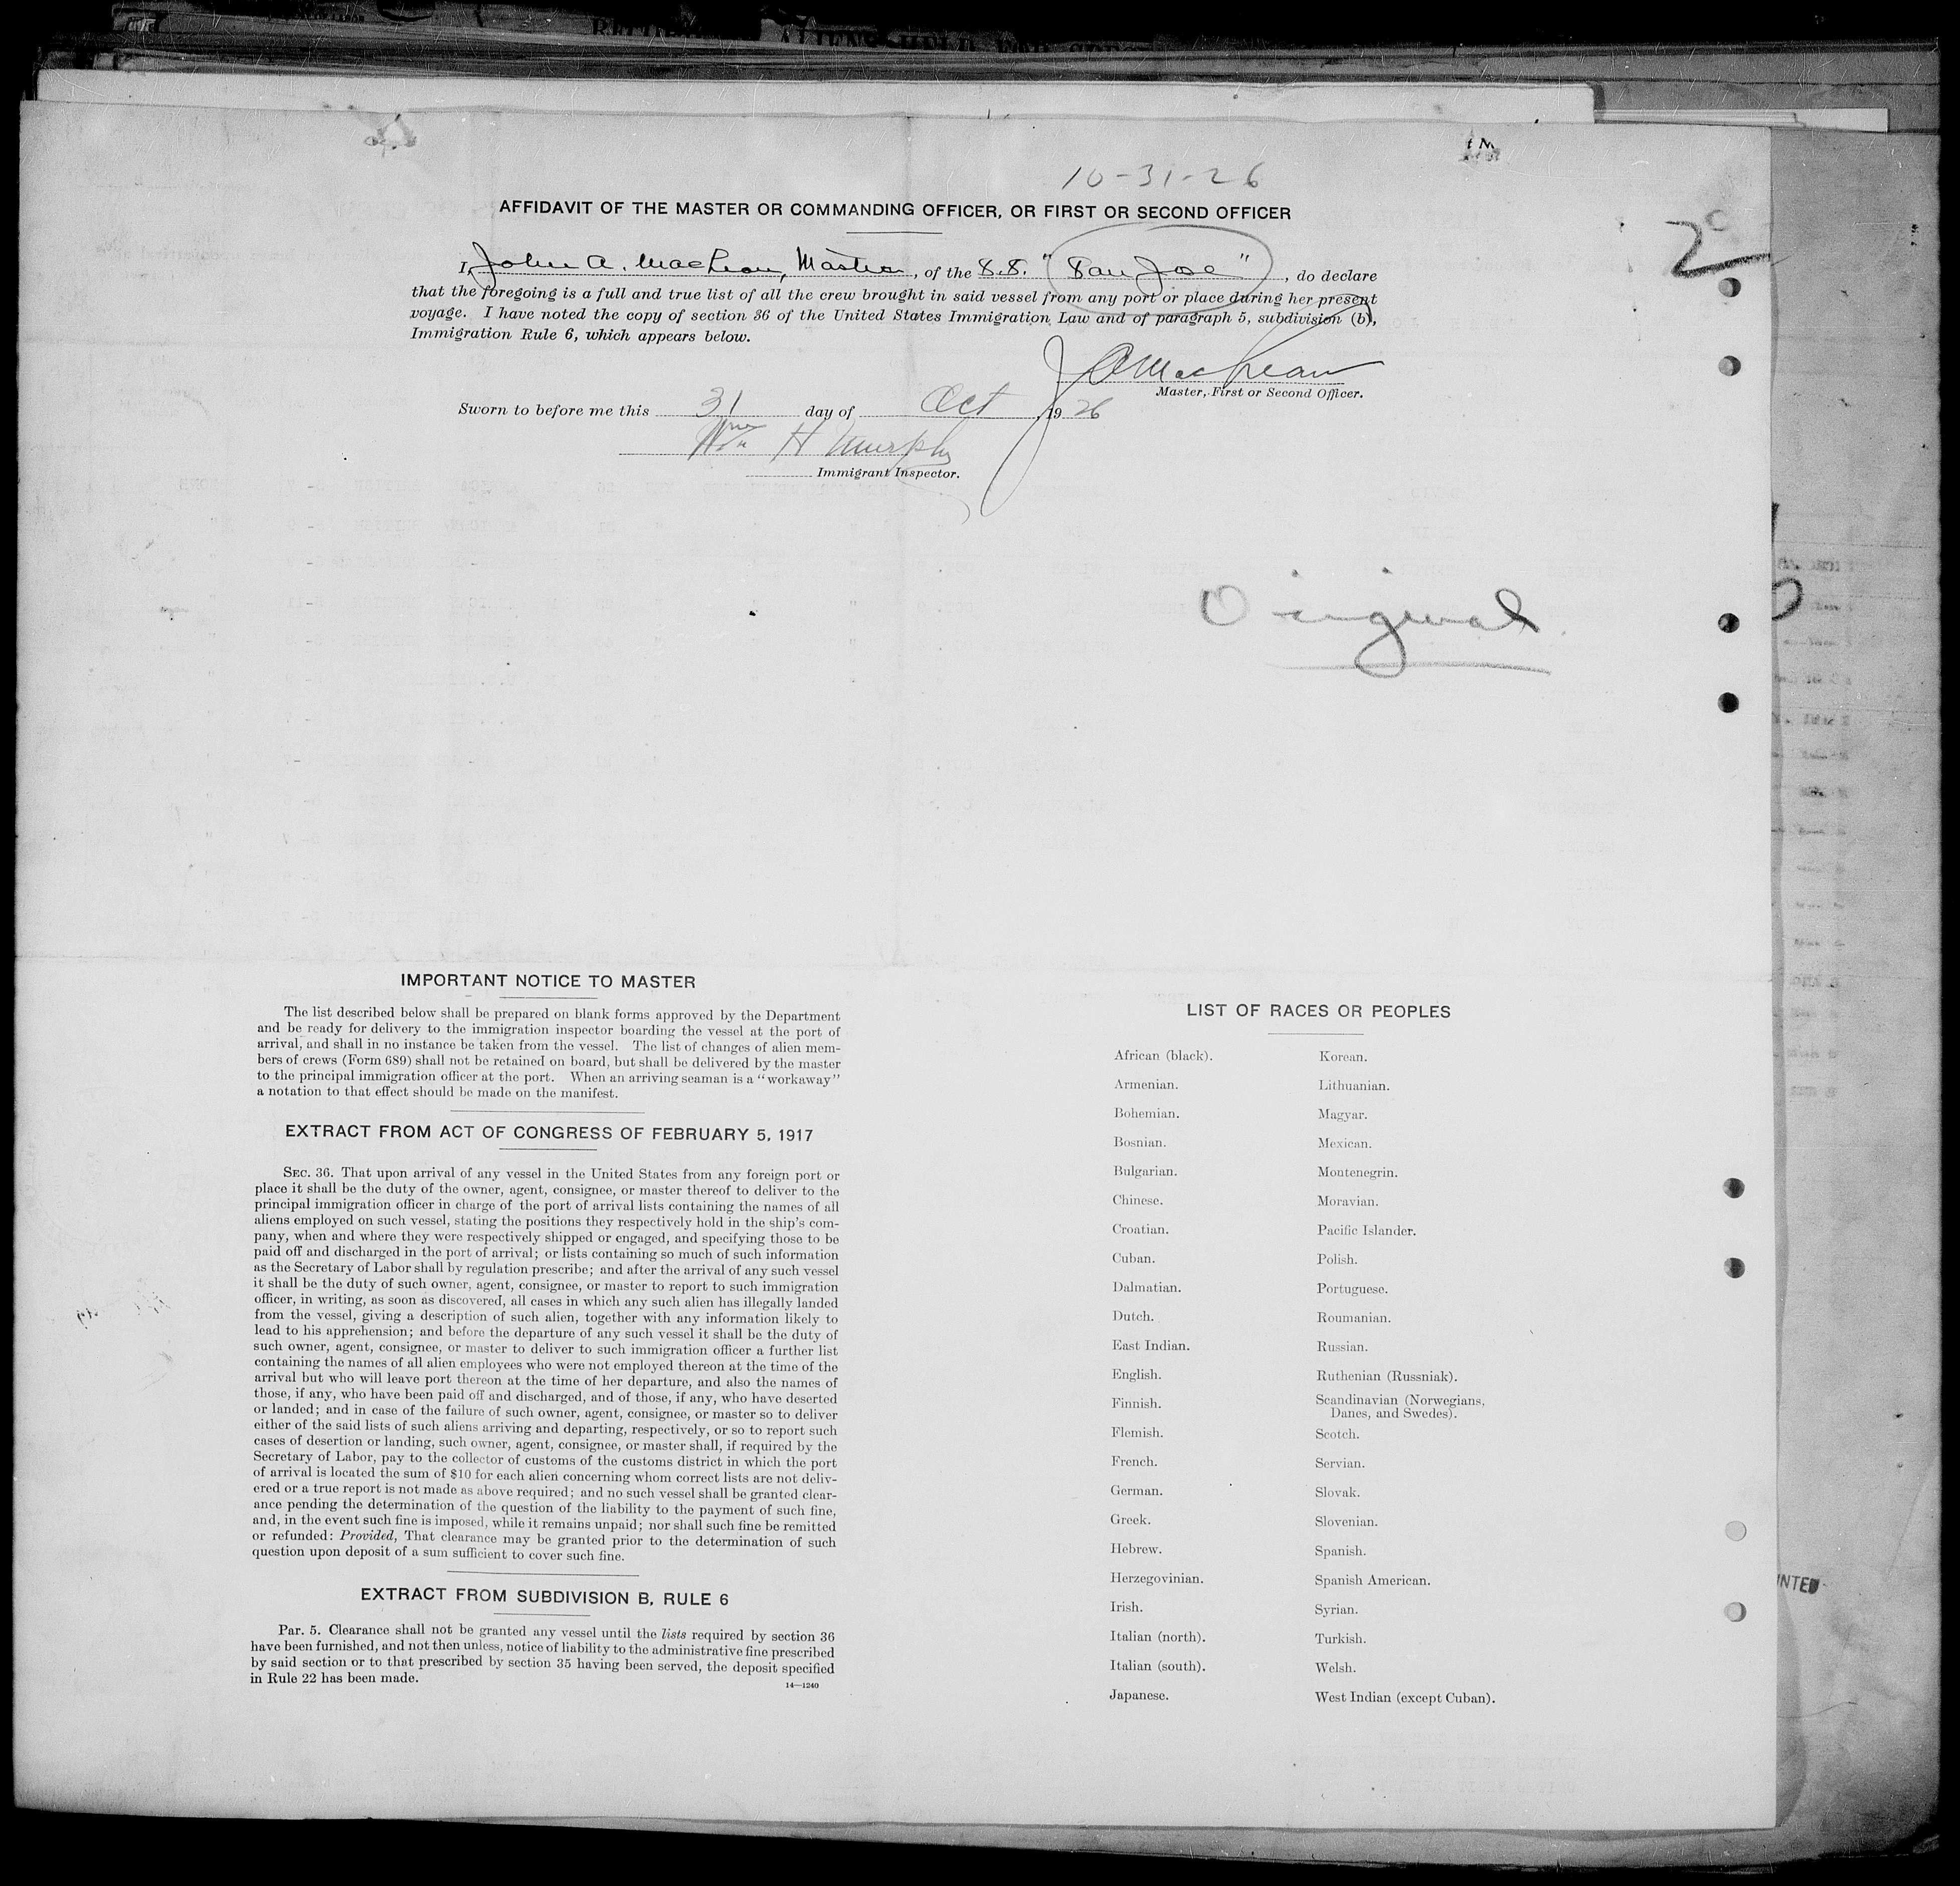 10-31-26
AFFIDAVIT OF THE MASTER OR COMMANDING OFFICER, OR FIRST OR SECOND OFFICER
2
I, John A. MacLean, Master, of the S.S. "San Jose", do declare
that the foregoing is a full and true list of all the crew brought in said vessel from any port or place during her present
voyage. I have noted the copy of section 36 of the United States Immigration Law and of paragraph 5, subdivision (b),
Immigration Rule 6, which appears below.
J A MacLean
Master, First or Second Officer.
Sworn to before me this 31 day of Oct, 1926
Wm H Murphy
Immigrant Inspector.
Original
IMPORTANT NOTICE TO MASTER
The list described below shall be prepared on blank forms approved by the Department
and be ready for delivery to the immigration inspector boarding the vessel at the port of
arrival, and shall in no instance be taken from the vessel. The list of changes of alien mem-
bers of crews (Form 689) shall not be retained on board, but shall be delivered by the master
to the principal immigration officer at the port. When an arriving seaman is a "workaway"
a notation to that effect should be made on the manifest.
EXTRACT FROM ACT OF CONGRESS OF FEBRUARY 5, 1917
SEC. 36. That upon arrival of any vessel in the United States from any foreign port or
place it shall be the duty of the owner, agent, consignee, or master thereof to deliver to the
principal immigration officer in charge of the port of arrival lists containing the names of all
aliens employed on such vessel, stating the positions they respectively hold in the ship's com-
pany, when and where they were respectively shipped or engaged, and specifying those to be
paid off and discharged in the port of arrival; or lists containing so much of such information
as the Secretary of Labor shall by regulation prescribe; and after the arrival of any such vessel
it shall be the duty of such owner, agent, consignee, or master to report to such immigration
officer, in writing, as soon as discovered, all cases in which any such alien has illegally landed
from the vessel, giving a description of such alien, together with any information likely to
lead to his apprehension; and before the departure of any such vessel it shall be the duty of
such owner, agent, consignee, or master to deliver to such immigration officer a further list
containing the names of all alien employees who were not employed thereon at the time of the
arrival but who will leave port thereon at the time of her departure, and also the names of
those, if any, who have been paid off and discharged, and of those, if any, who have deserted
or landed; and in case of the failure of such owner, agent, consignee, or master so to deliver
either of the said lists of such aliens arriving and departing, respectively, or so to report such
cases of desertion or landing, such owner, agent, consignee, or master shall, if required by the
Secretary of Labor, pay to the collector of customs of the customs district in which the port
of arrival is located the sum of $10 for each alien concerning whom correct lists are not deliv-
ered or a true report is not made as above required; and no such vessel shall be granted clear-
ance pending the determination of the question of the liability to the payment of such fine,
and, in the event such fine is imposed, while it remains unpaid; nor shall such fine be remitted
or refunded: Provided, That clearance may be granted prior to the determination of such
question upon deposit of a sum sufficient to cover such fine.
EXTRACT FROM SUBDIVISION B, RULE 6
Par. 5. Clearance shall not be granted any vessel until the lists required by section 36
have been furnished, and not then unless, notice of liability to the administrative fine prescribed
by said section or to that prescribed by section 35 having been served, the deposit specified
in Rule 22 has been made.
14—1240
LIST OF RACES OR PEOPLES
African (black).
Armenian.
Bohemian.
Bosnian.
Bulgarian.
Chinese.
Croatian.
Cuban.
Dalmatian.
Dutch.
East Indian.
English.
Finnish.
Flemish.
French.
German.
Greek.
Hebrew.
Herzegovinian.
Irish.
Italian (north).
Italian (south).
Japanese.
Korean.
Lithuanian.
Magyar.
Mexican.
Montenegrin.
Moravian.
Pacific Islander.
Polish.
Portuguese.
Roumanian.
Russian.
Ruthenian (Russniak).
Scandinavian (Norwegians,
Danes, and Swedes).
Scotch.
Servian.
Slovak.
Slovenian.
Spanish.
Spanish American.
Syrian.
Turkish.
Welsh.
West Indian (except Cuban).